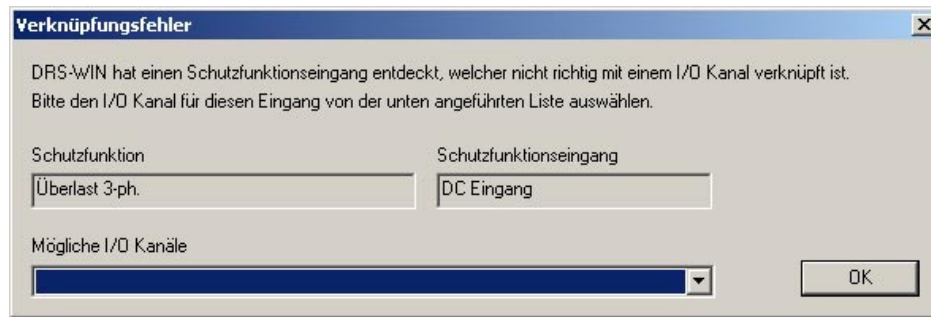 Verknüpfungsfehler
DRS-WIN hat einen Schutzfunktionseingang entdeckt, welcher nicht richtig mit einem I/O Kanal verknüpft ist.
Bitte den I/O Kanal für diesen Eingang von der unten angeführten Liste auswählen.
Schutzfunktion
Schutzfunktionseingang
Überlast 3-ph.
DC Eingang
Mögliche I/O Kanäle
OK